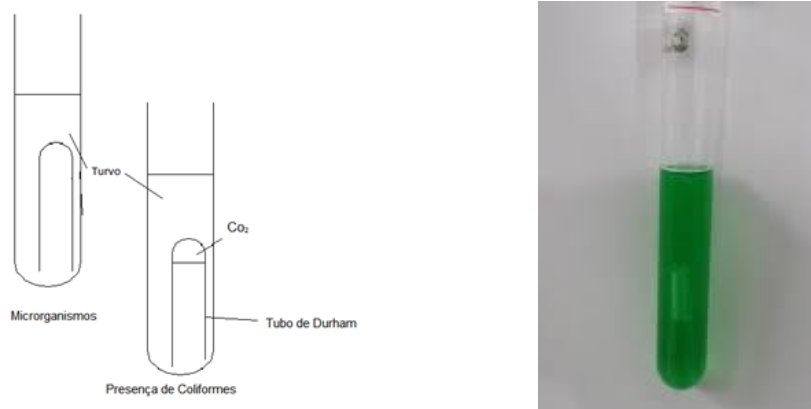 Turvo
Co₂
Microrganismos
Tubo de Durham
Presença de Coliformes